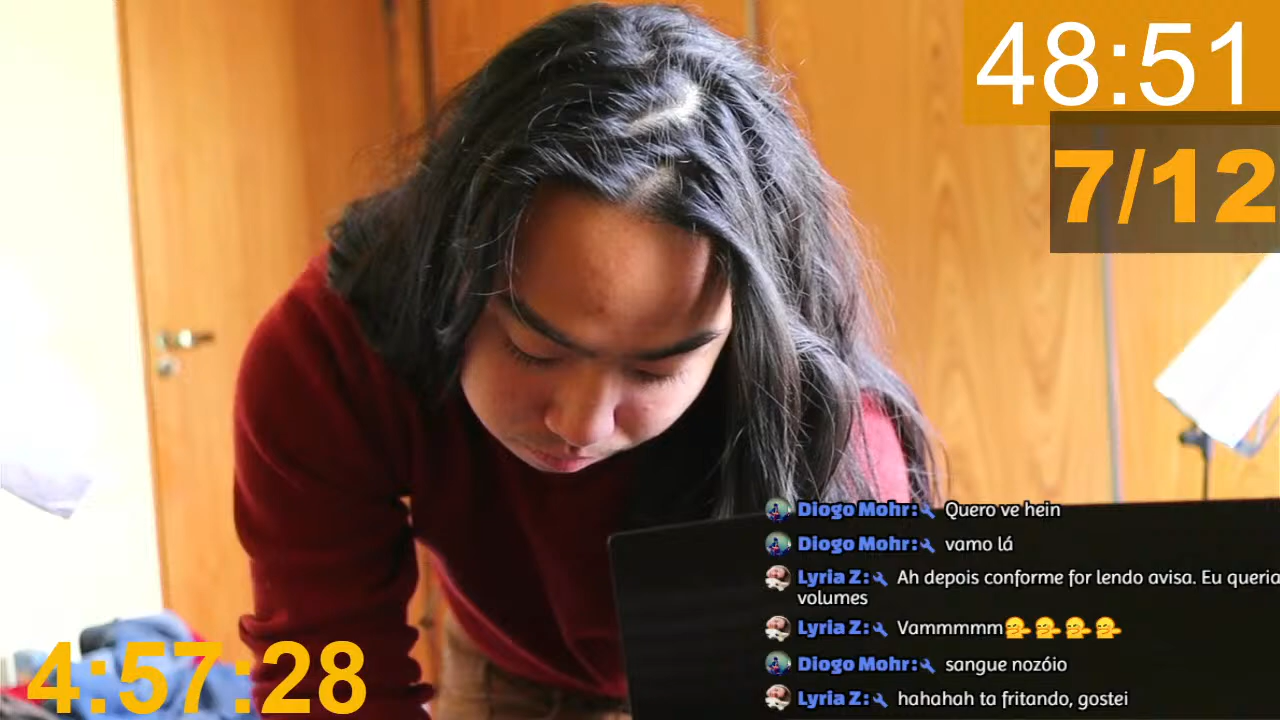 48:51
7/12
Diogo Mohr: Quero ve hein
Diogo Mohr: vamo lá
Lyria Z: Ah depois conforme for lendo avisa. Eu queria
volumes
Lyria Z: Vammmmm
Diogo Mohr: sangue nozóio
Lyria Z: hahahah ta fritando, gostei
4:57:28